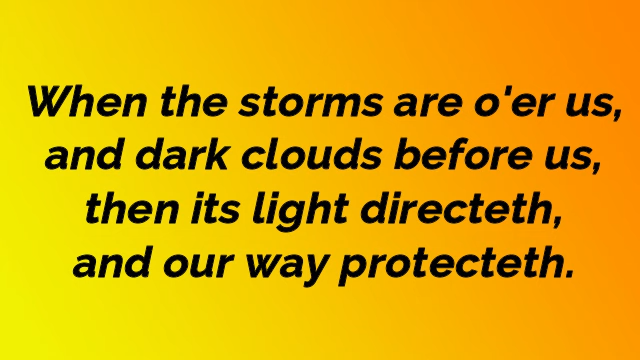 When the storms are o'er us,
and dark clouds before us,
then its light directeth,
and our way protecteth.